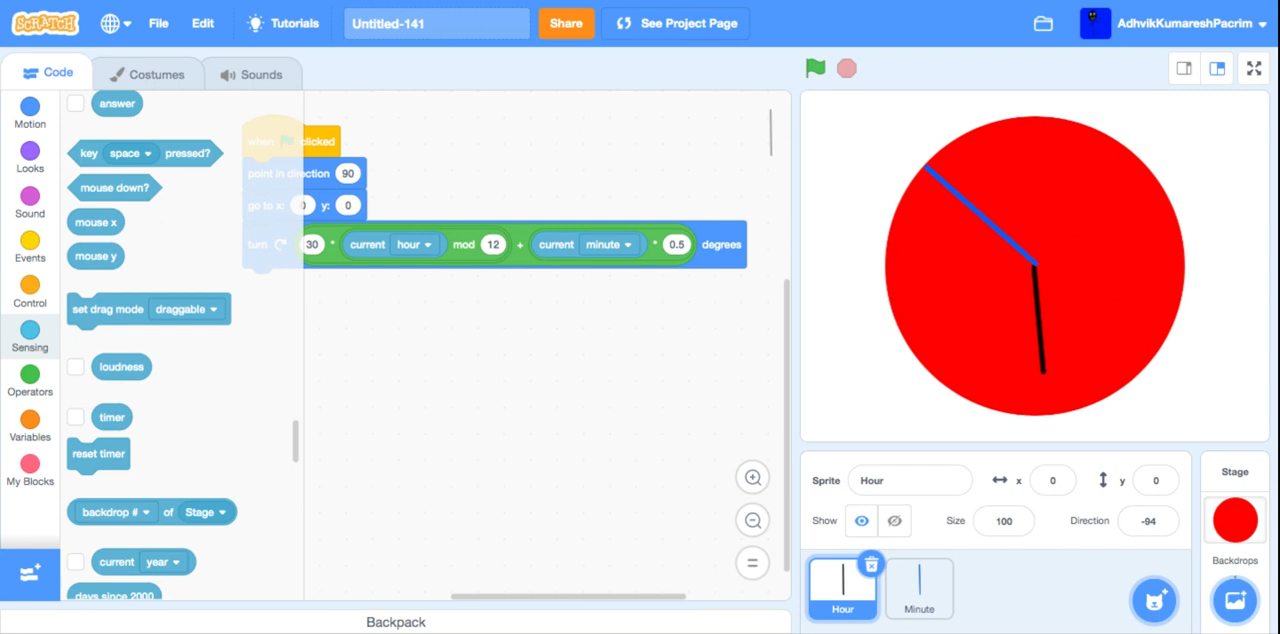 SCRATCH File Edit Tutorials Untitled-141 Share See Project Page AdhvikKumareshPacrim
Code Costumes Sounds
Motion
Looks
Sound
Events
Control
Sensing
Operators
Variables
My Blocks
answer
key space pressed?
mouse down?
mouse x
mouse y
set drag mode draggable
loudness
timer
reset timer
backdrop # of Stage
current year
days since 2000
when clicked
point in direction 90
go to x: 0 y: 0
turn 30 * current hour mod 12 + current minute * 0.5 degrees
Backpack
Sprite Hour x 0 y 0
Show Size 100 Direction -94
Hour
Minute
Stage
Backdrops